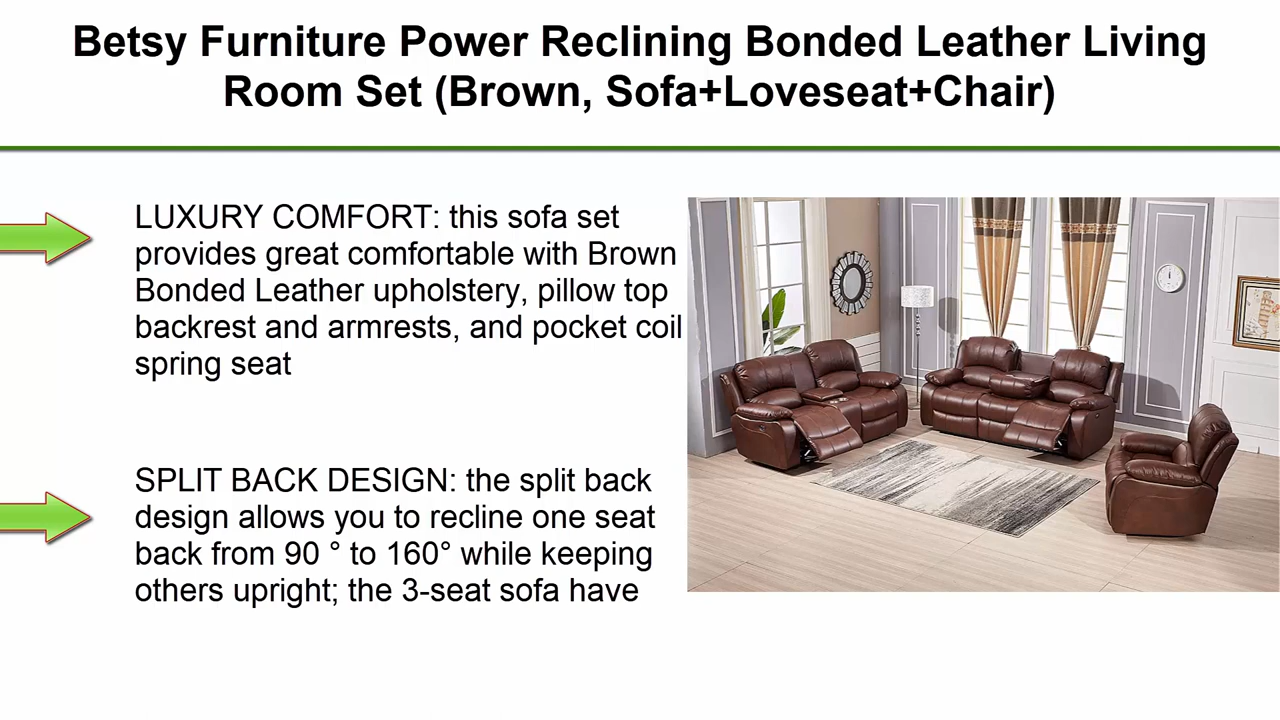 Betsy Furniture Power Reclining Bonded Leather Living
Room Set (Brown, Sofa+Loveseat+Chair)
LUXURY COMFORT: this sofa set
provides great comfortable with Brown
Bonded Leather upholstery, pillow top
backrest and armrests, and pocket coil
spring seat
SPLIT BACK DESIGN: the split back
design allows you to recline one seat
back from 90 ° to 160° while keeping
others upright; the 3-seat sofa have